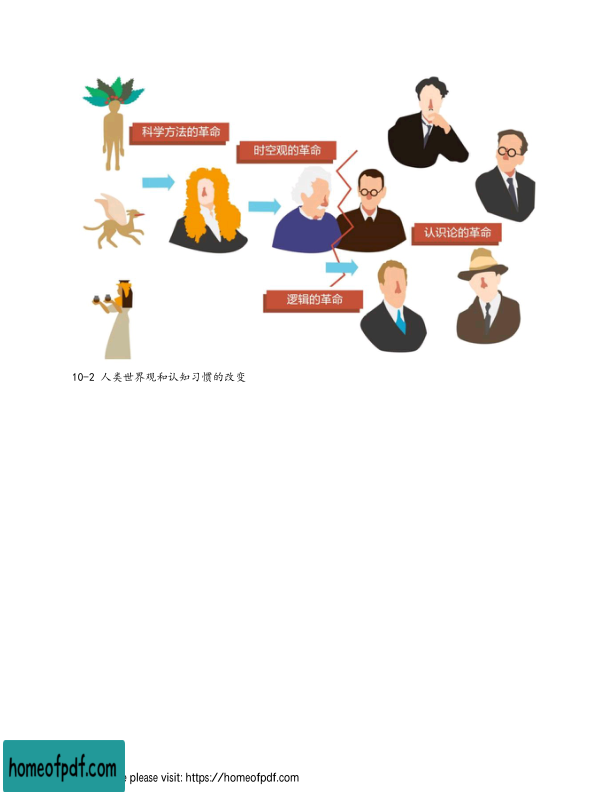 科学方法的革命
时空观的革命
认识论的革命
逻辑的革命
10-2 人类世界观和认知习惯的改变
homeofpdf.com
e please visit: https://homeofpdf.com